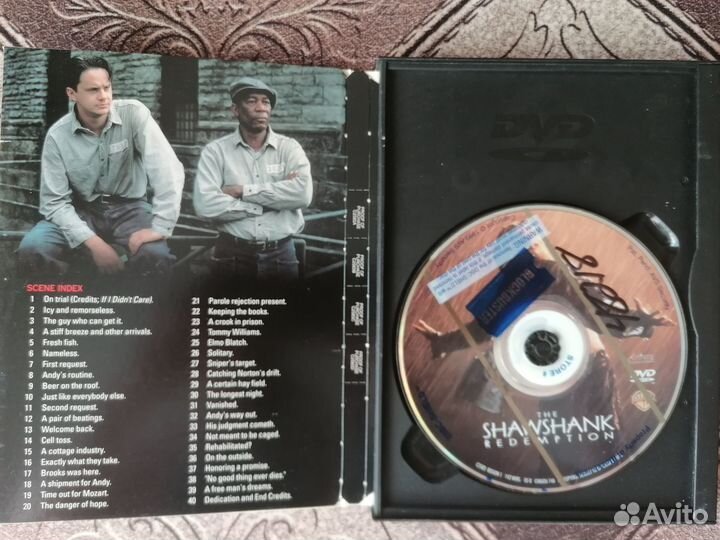 SCENE INDEX
1 On trial (Credits; If I Didn't Care).
2 Icy and remorseless.
3 The guy who can get it.
4 A stiff breeze and other arrivals.
5 Fresh fish.
6 Nameless.
7 First request.
8 Andy's routine.
9 Beer on the roof.
10 Just like everybody else.
11 Second request.
12 A pair of beatings.
13 Welcome back.
14 Cell toss.
15 A cottage industry.
16 Exactly what they take.
17 Brooks was here.
18 A shipment for Andy.
19 Time out for Mozart.
20 The danger of hope.
21 Parole rejection present.
22 Keeping the books.
23 A crook in prison.
24 Tommy Williams.
25 Elmo Blatch.
26 Solitary.
27 Sniper's target.
28 Catching Norton's drift.
29 A certain hay field.
30 The longest night.
31 Vanished.
32 Andy's way out.
33 His judgment cometh.
34 Not meant to be caged.
35 Rehabilitated?
36 On the outside.
37 Honoring a promise.
38 "No good thing ever dies."
39 A free man's dreams.
40 Dedication and End Credits.
PROOF OF PURCHASE
DVD
WARNING:
BLOCKBUSTER
STORE #
DVD
THE
SHAWSHANK
REDEMPTION
Avito